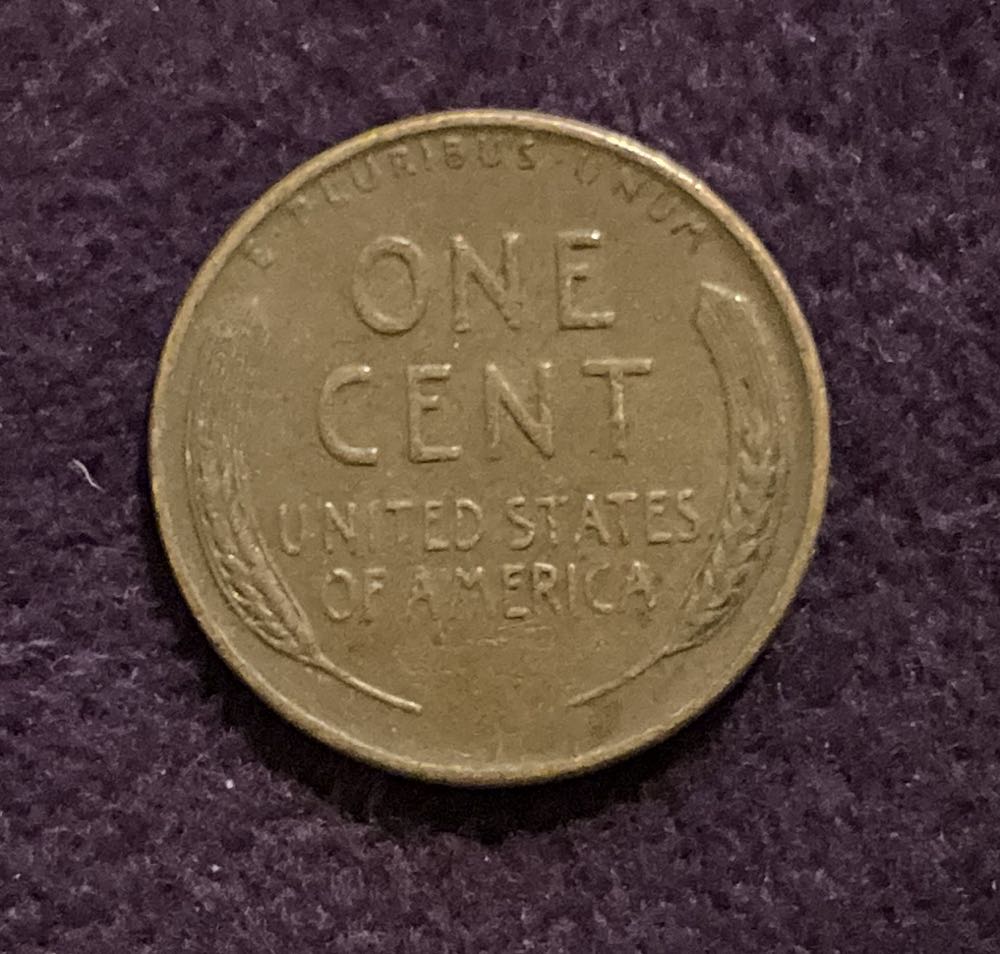 E · PLURIBUS · UNUM
ONE
CENT
UNITED STATES
OF AMERICA